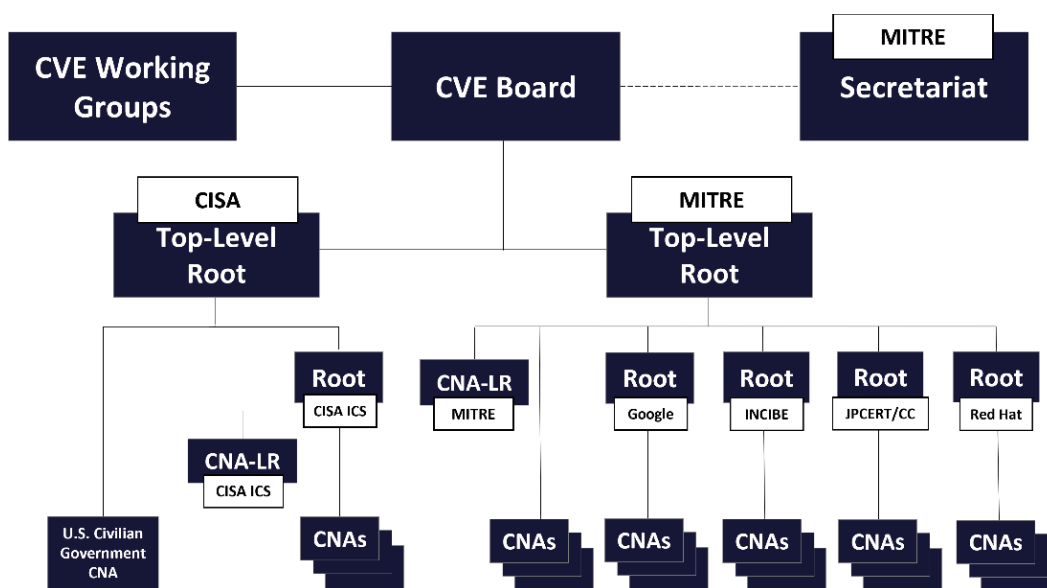 CVE Working
Groups
CVE Board
MITRE
Secretariat
CISA
Top-Level
Root
MITRE
Top-Level
Root
Root
CISA ICS
CNA-LR
MITRE
Root
Google
Root
INCIBE
Root
JPCERT/CC
Root
Red Hat
CNA-LR
CISA ICS
U.S. Civilian
Government
CNA
CNAs
CNAs
CNAs
CNAs
CNAs
CNAs